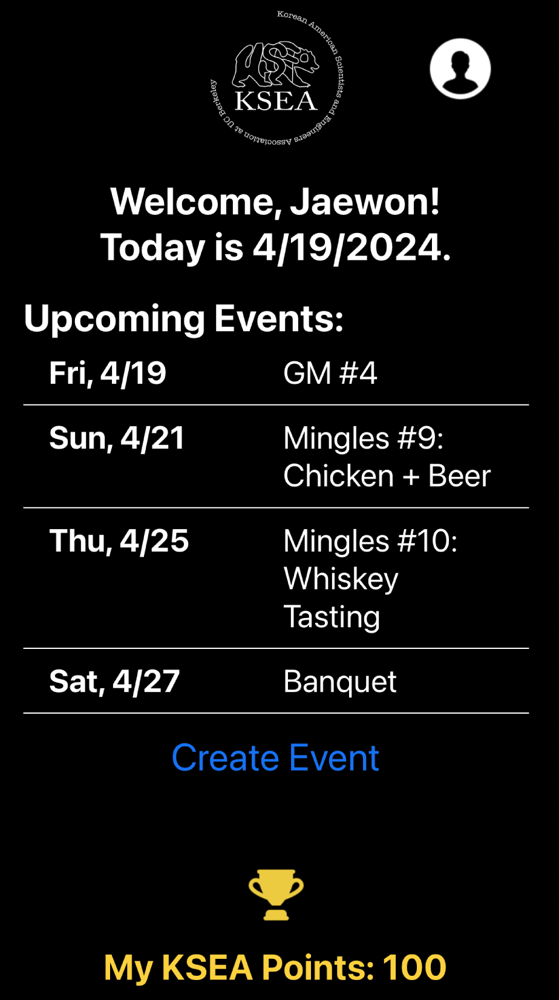 Korean American Scientists and Engineers Association at UC Berkeley
KSEA
Welcome, Jaewon!
Today is 4/19/2024.
Upcoming Events:
Fri, 4/19 GM #4
Sun, 4/21 Mingles #9:
Chicken + Beer
Thu, 4/25 Mingles #10:
Whiskey
Tasting
Sat, 4/27 Banquet
Create Event
My KSEA Points: 100